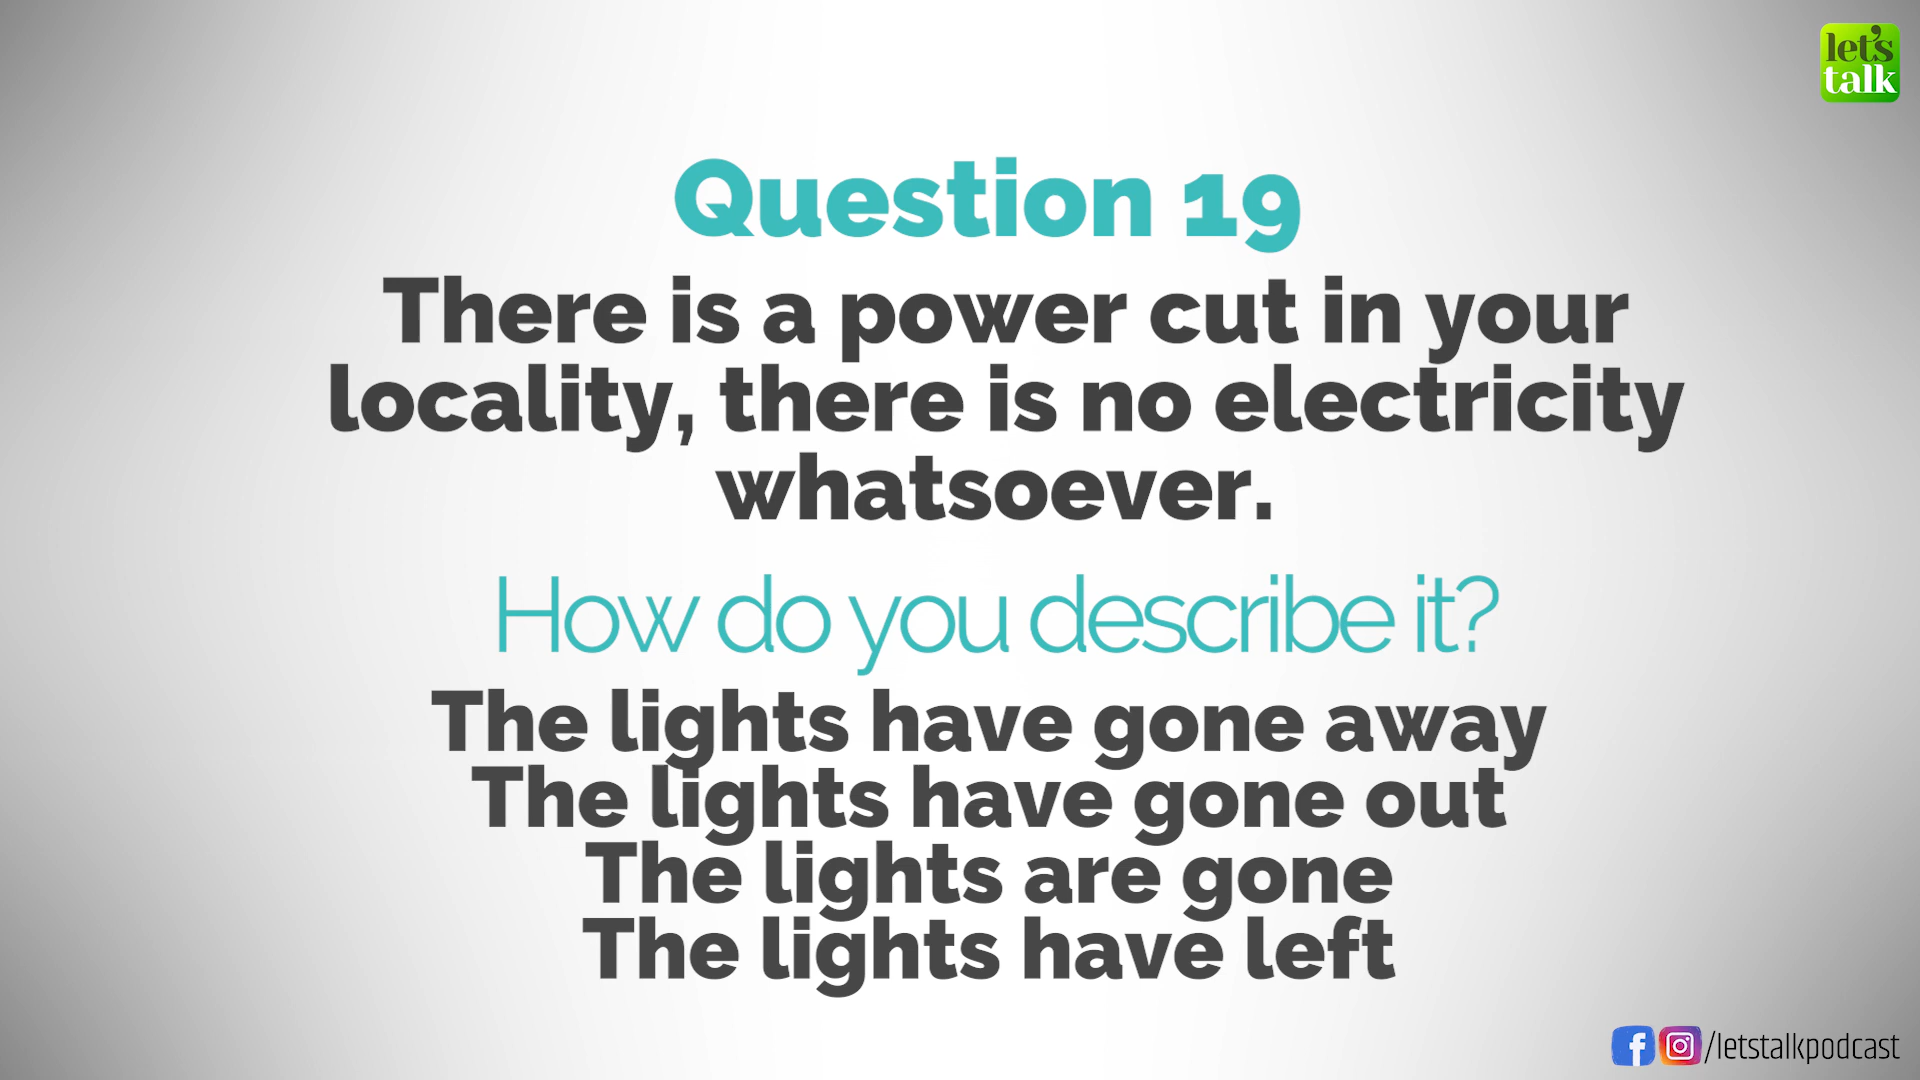 let's
talk
Question 19
There is a power cut in your
locality, there is no electricity
whatsoever.
How do you describe it?
The lights have gone away
The lights have gone out
The lights are gone
The lights have left
/letstalkpodcast